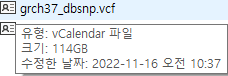 grch37_dbsnp.vcf
유형: vCalendar 파일
크기: 114GB
수정한 날짜: 2022-11-16 오전 10:37